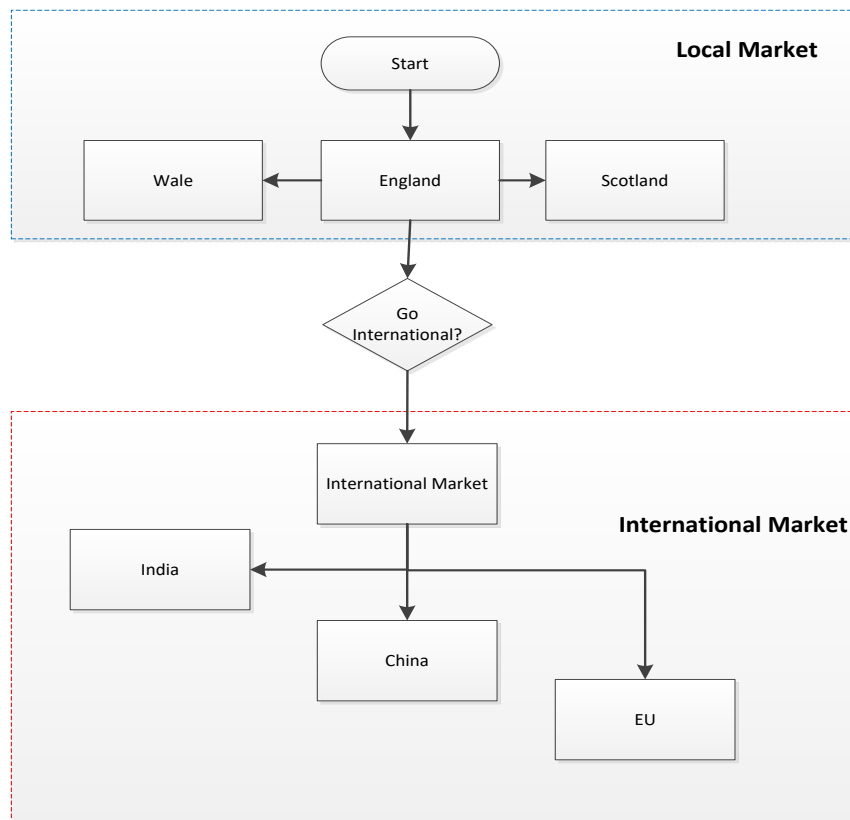 Local Market
Start
Wale
England
Scotland
Go
International?
International Market
International Market
India
China
EU